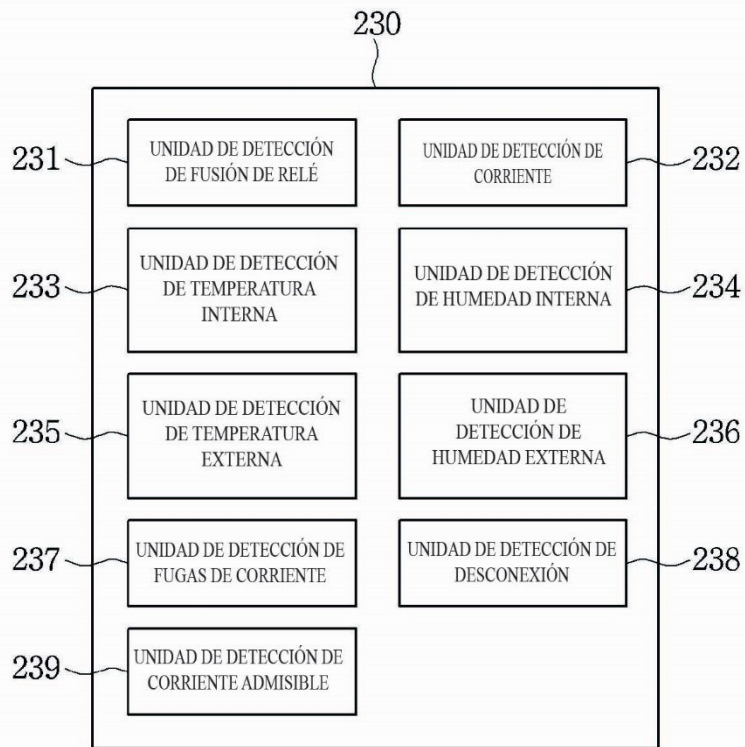 230
231
UNIDAD DE DETECCIÓN
DE FUSIÓN DE RELÉ
UNIDAD DE DETECCIÓN DE
CORRIENTE
232
233
UNIDAD DE DETECCIÓN
DE TEMPERATURA
INTERNA
UNIDAD DE DETECCIÓN
DE HUMEDAD INTERNA
234
235
UNIDAD DE DETECCIÓN
DE TEMPERATURA
EXTERNA
UNIDAD DE
DETECCIÓN DE
HUMEDAD EXTERNA
236
237
UNIDAD DE DETECCIÓN DE
FUGAS DE CORRIENTE
UNIDAD DE DETECCIÓN DE
DESCONEXIÓN
238
239
UNIDAD DE DETECCIÓN DE
CORRIENTE ADMISIBLE